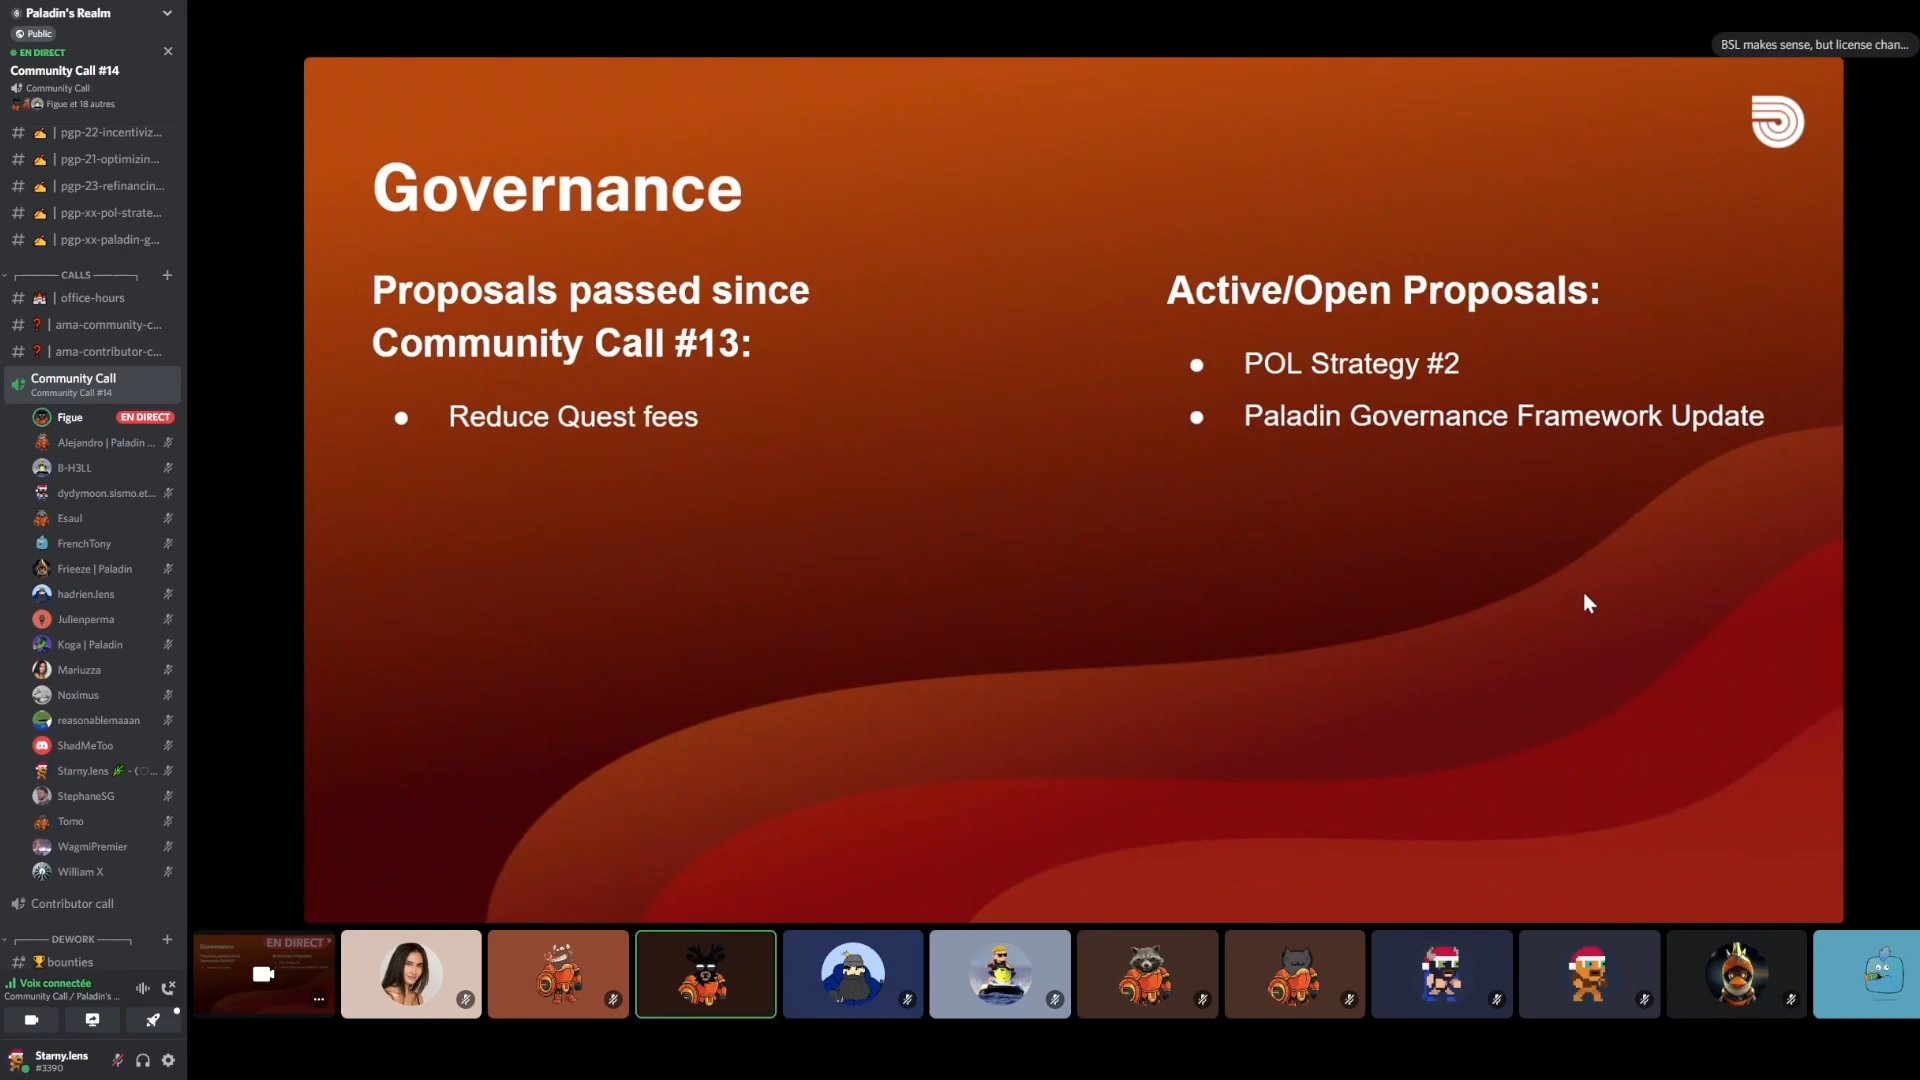 Paladin's Realm
Public
EN DIRECT
Community Call #14
Community Call
Figue et 18 autres
# | pgp-22-incentiviz...
# | pgp-21-optimizin...
# | pgp-23-refinancin...
# | pgp-xx-pol-strate...
# | pgp-xx-paladin-g...
CALLS
# | office-hours
# ? | ama-community-c...
# ? | ama-contributor-c...
Community Call
Community Call #14
Figue EN DIRECT
Alejandro | Paladin ...
B-H3LL
dydymoon.sismo.et...
Esaul
FrenchTony
Frieeze | Paladin
hadrien.lens
Julienperma
Koga | Paladin
Mariuzza
Noximus
reasonablemaaan
ShadMeToo
Starny.lens
StephaneSG
Tomo
WagmiPremier
William X
Contributor call
DEWORK
# bounties
Voix connectée
Community Call / Paladin's ...
Starny.lens
#3390
BSL makes sense, but license chan...
Governance
Proposals passed since
Community Call #13:
● Reduce Quest fees
Active/Open Proposals:
● POL Strategy #2
● Paladin Governance Framework Update
EN DIRECT